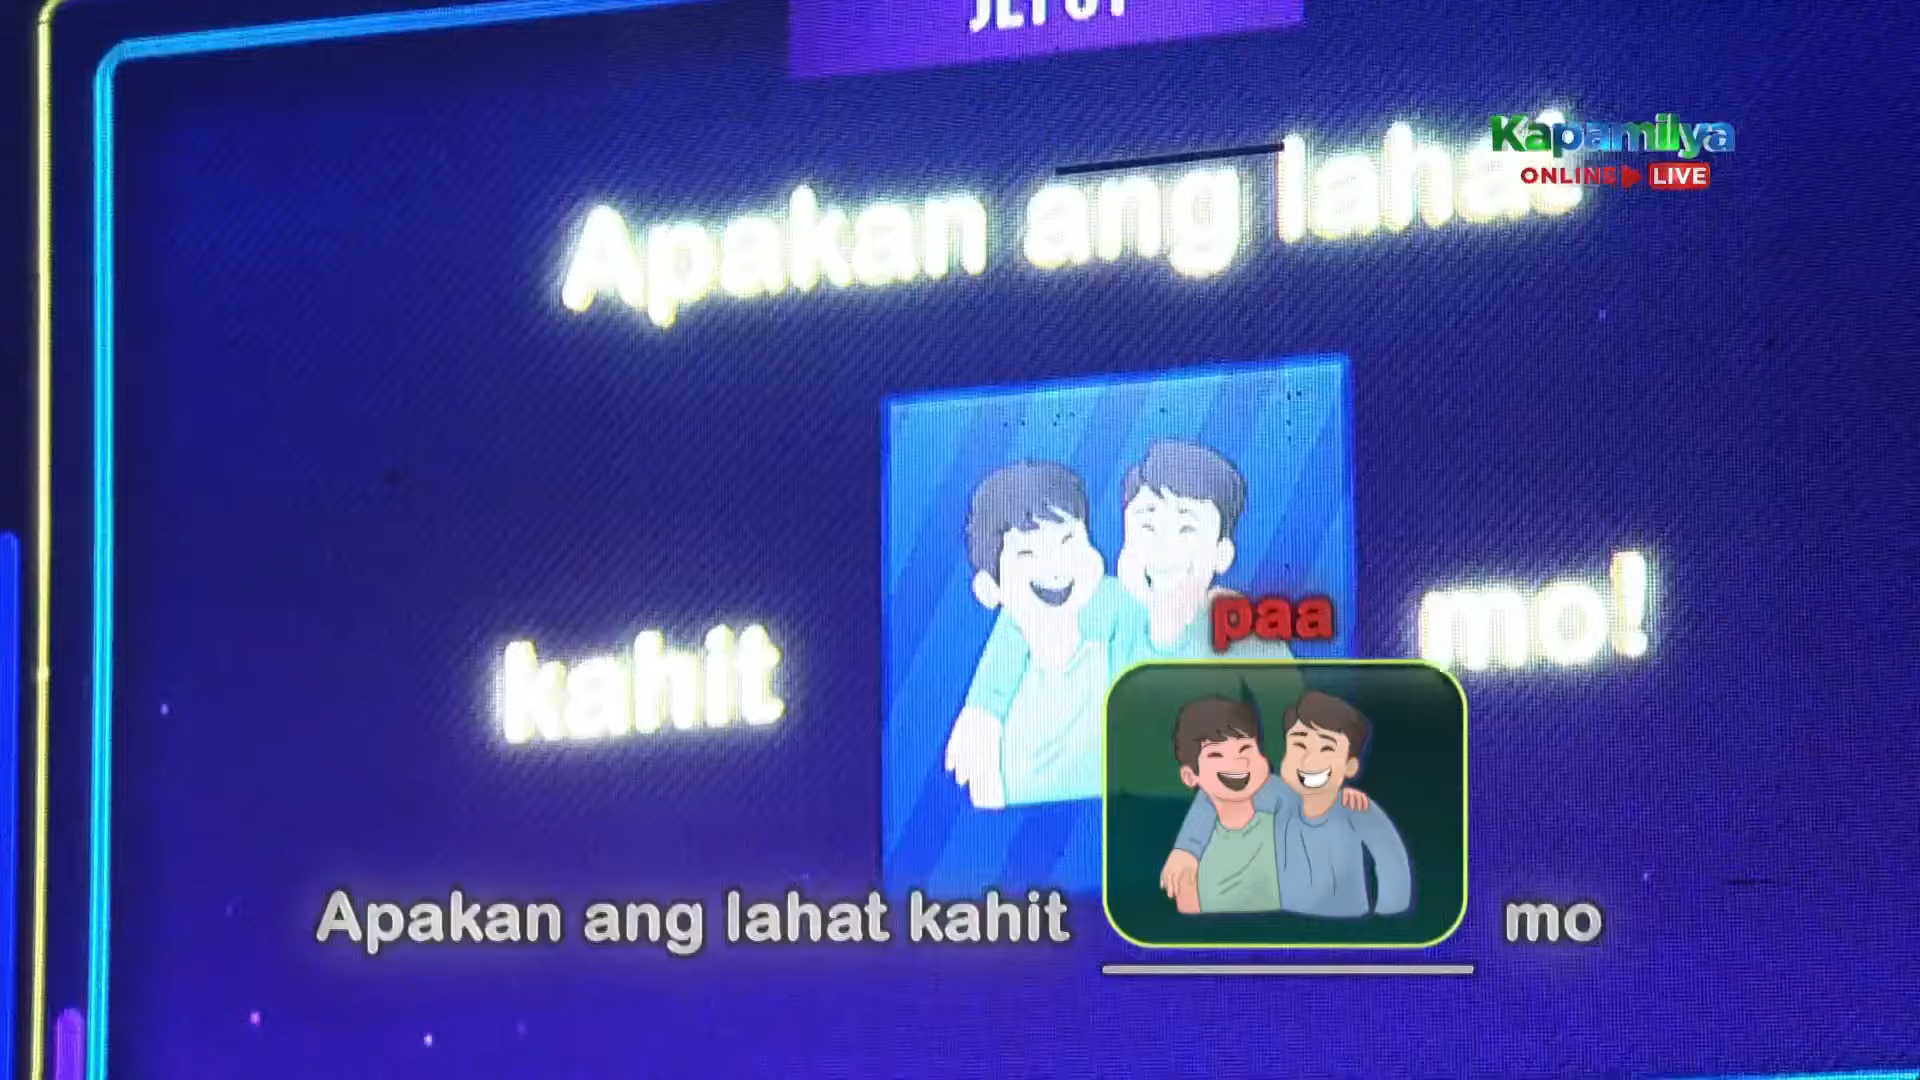 Kapamilya
ONLINE LIVE
Apakan ang lahat
kahit mo!
paa
Apakan ang lahat kahit mo